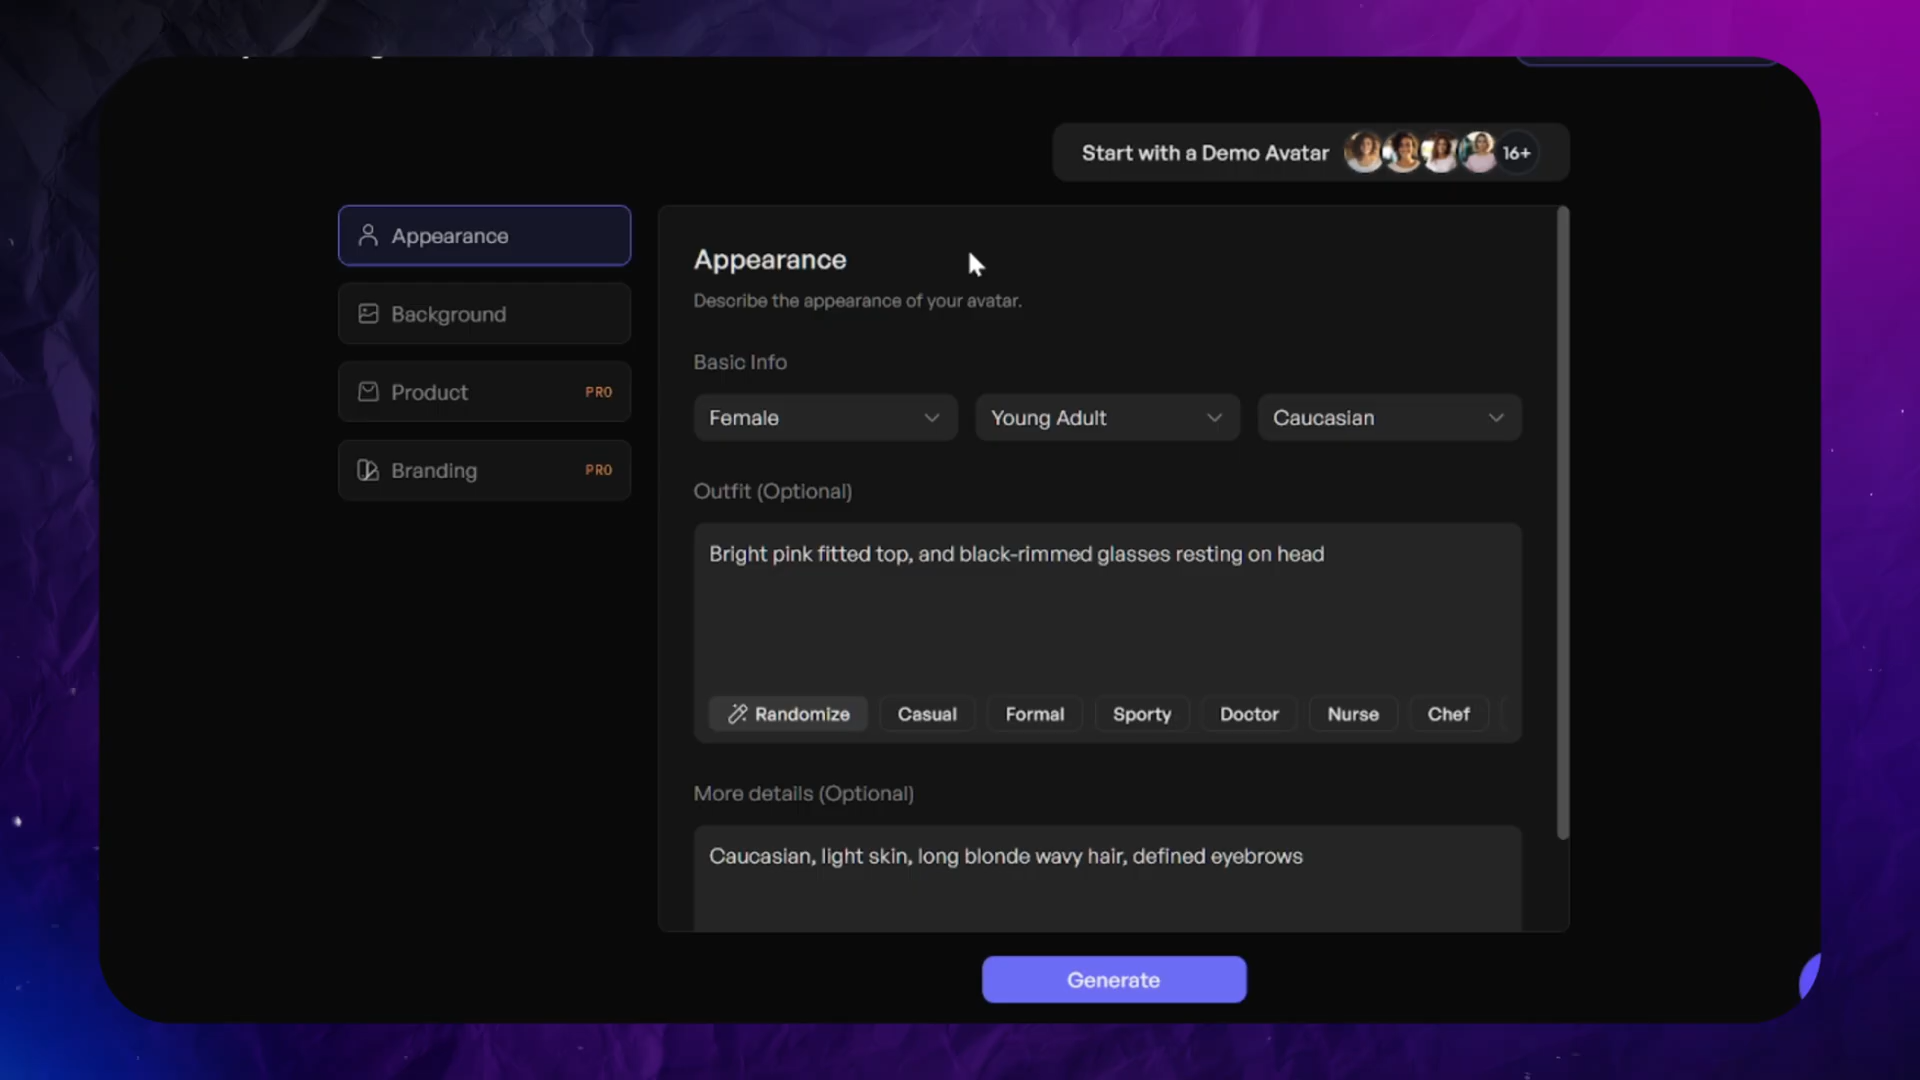 Start with a Demo Avatar 16+
Appearance
Background
Product PRO
Branding PRO
Appearance
Describe the appearance of your avatar.
Basic Info
Female Young Adult Caucasian
Outfit (Optional)
Bright pink fitted top, and black-rimmed glasses resting on head
Randomize Casual Formal Sporty Doctor Nurse Chef
More details (Optional)
Caucasian, light skin, long blonde wavy hair, defined eyebrows
Generate